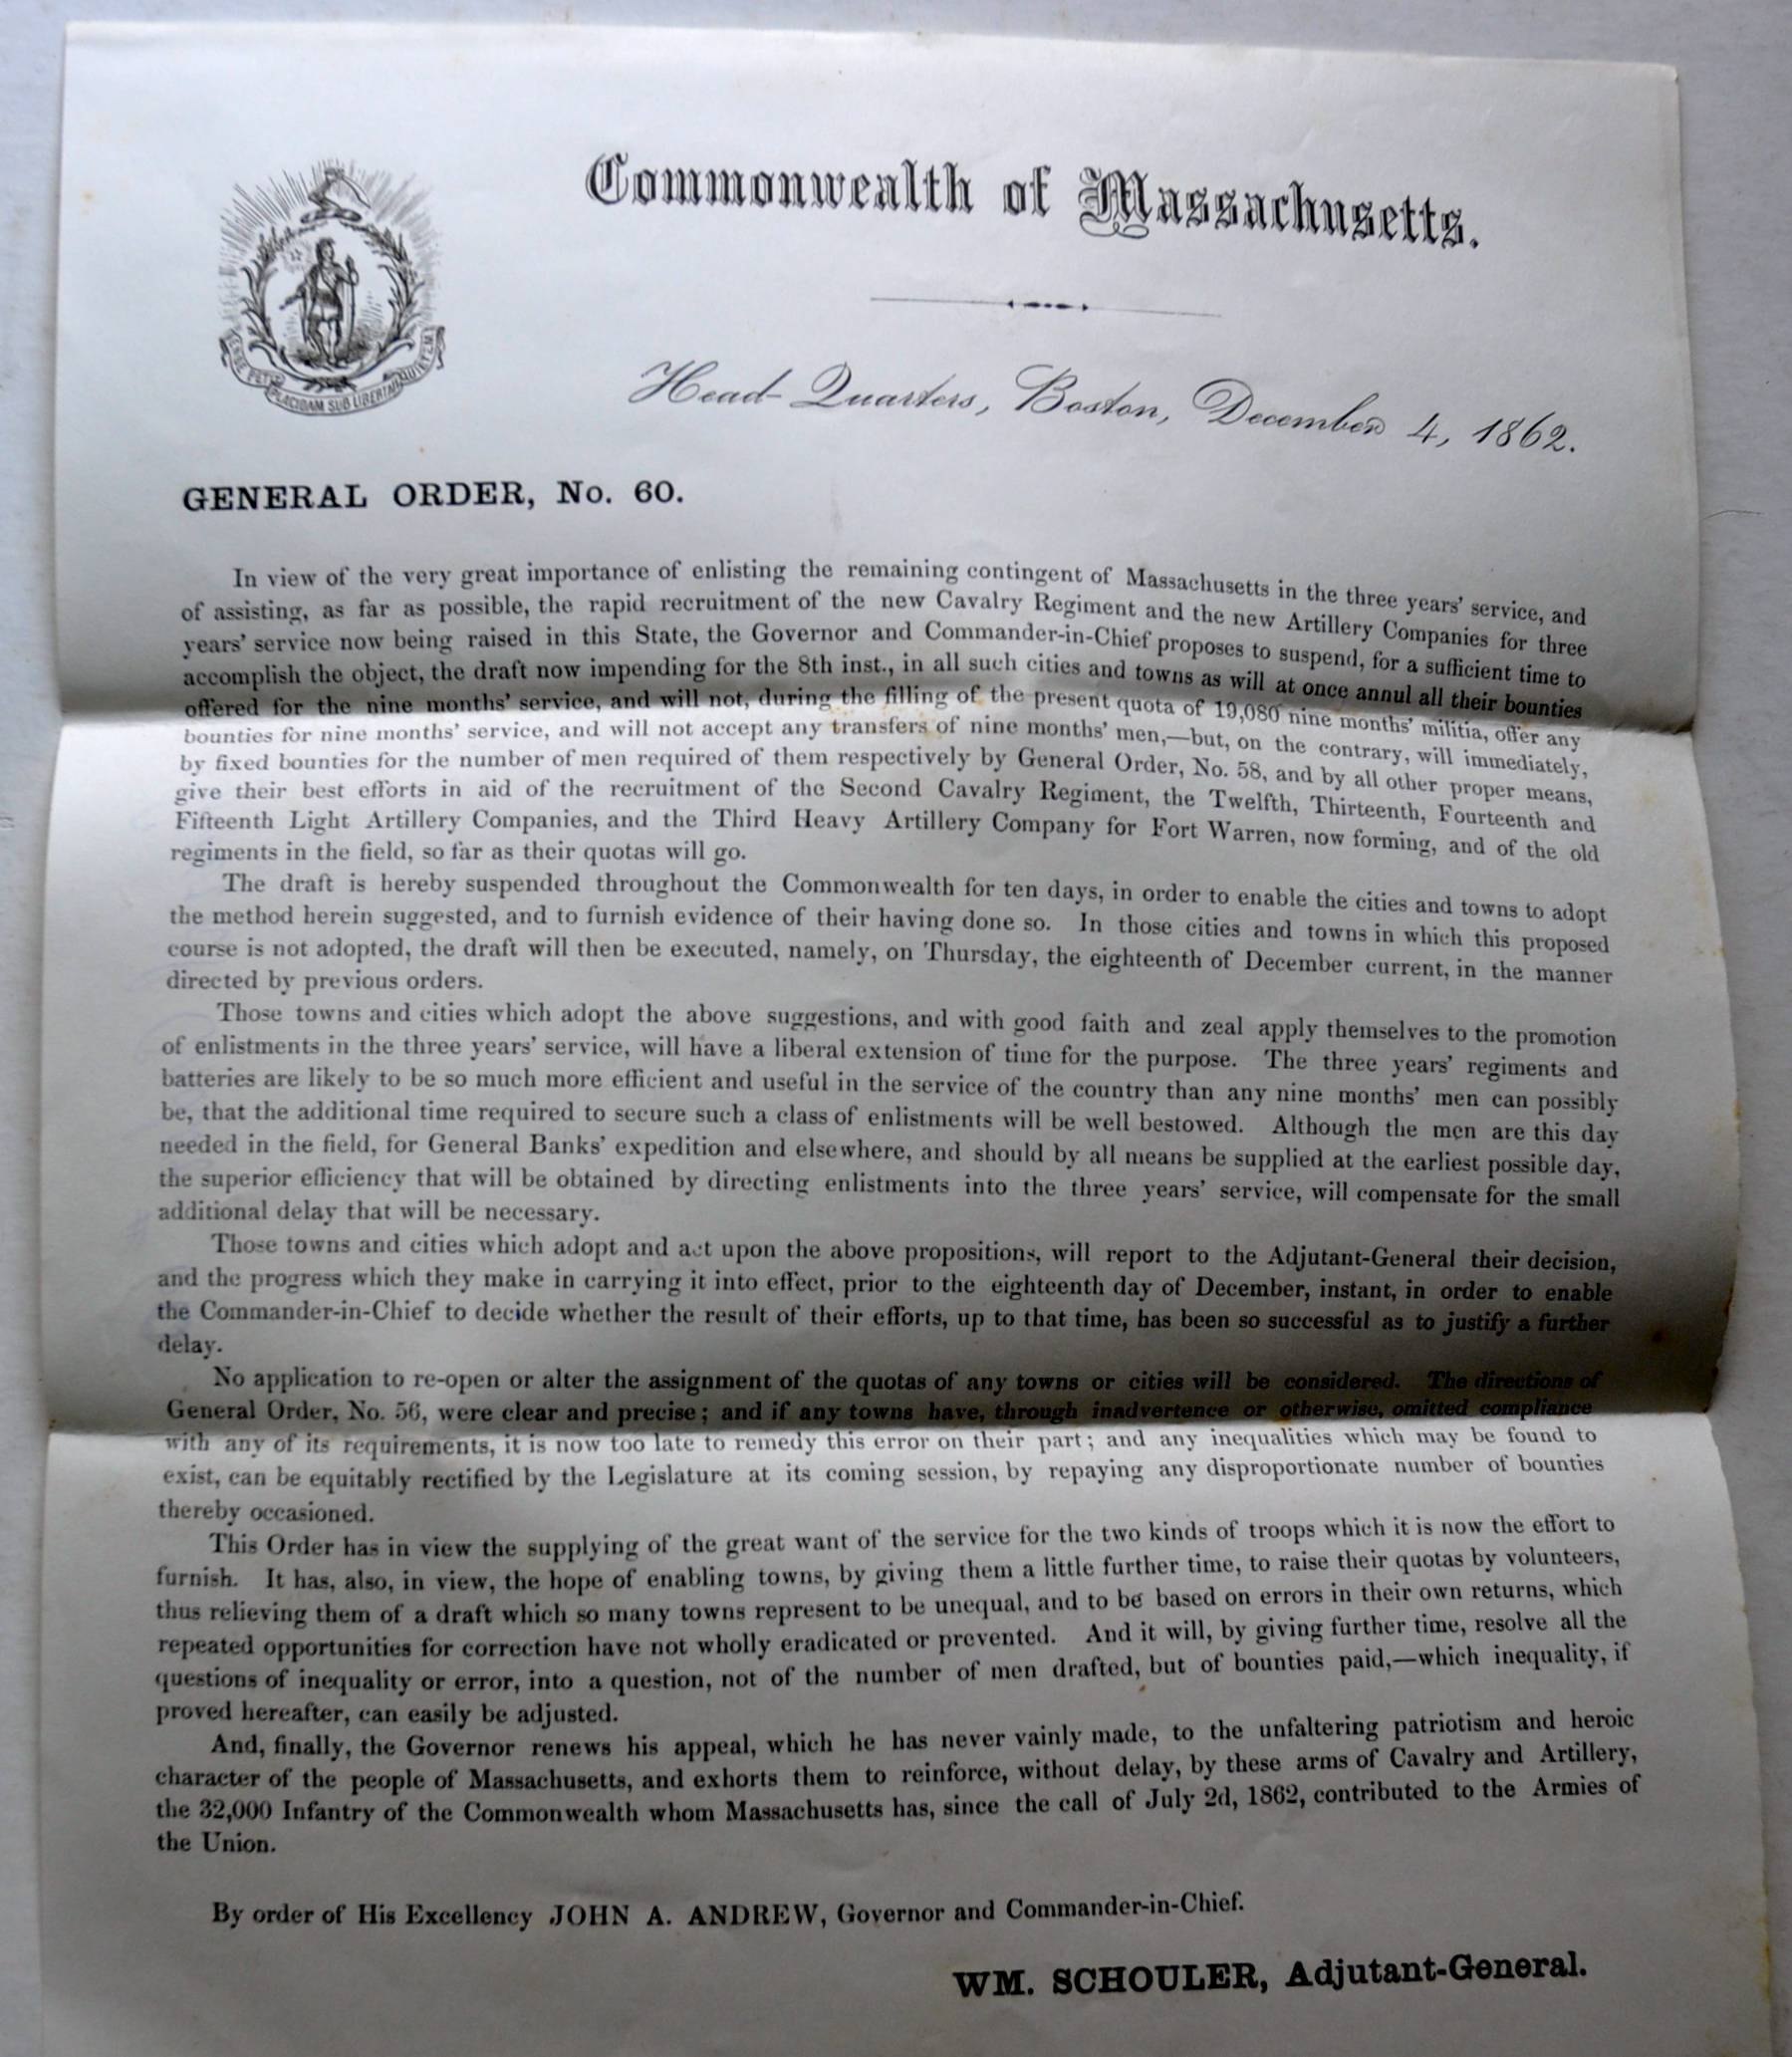 Commonwealth of Massachusetts.
ENSE PETIT PLACIDAM SUB LIBERTATE QUIETEM
Head-Quarters, Boston, December 4, 1862.
GENERAL ORDER, No. 60.
In view of the very great importance of enlisting the remaining contingent of Massachusetts in the three years' service, and
of assisting, as far as possible, the rapid recruitment of the new Cavalry Regiment and the new Artillery Companies for three
years' service now being raised in this State, the Governor and Commander-in-Chief proposes to suspend, for a sufficient time to
accomplish the object, the draft now impending for the 8th inst., in all such cities and towns as will at once annul all their bounties
offered for the nine months' service, and will not, during the filling of the present quota of 19,080 nine months' militia, offer any
bounties for nine months' service, and will not accept any transfers of nine months' men,—but, on the contrary, will immediately,
by fixed bounties for the number of men required of them respectively by General Order, No. 58, and by all other proper means,
give their best efforts in aid of the recruitment of the Second Cavalry Regiment, the Twelfth, Thirteenth, Fourteenth and
Fifteenth Light Artillery Companies, and the Third Heavy Artillery Company for Fort Warren, now forming, and of the old
regiments in the field, so far as their quotas will go.
The draft is hereby suspended throughout the Commonwealth for ten days, in order to enable the cities and towns to adopt
the method herein suggested, and to furnish evidence of their having done so. In those cities and towns in which this proposed
course is not adopted, the draft will then be executed, namely, on Thursday, the eighteenth of December current, in the manner
directed by previous orders.
Those towns and cities which adopt the above suggestions, and with good faith and zeal apply themselves to the promotion
of enlistments in the three years' service, will have a liberal extension of time for the purpose. The three years' regiments and
batteries are likely to be so much more efficient and useful in the service of the country than any nine months' men can possibly
be, that the additional time required to secure such a class of enlistments will be well bestowed. Although the men are this day
needed in the field, for General Banks' expedition and elsewhere, and should by all means be supplied at the earliest possible day,
the superior efficiency that will be obtained by directing enlistments into the three years' service, will compensate for the small
additional delay that will be necessary.
Those towns and cities which adopt and act upon the above propositions, will report to the Adjutant-General their decision,
and the progress which they make in carrying it into effect, prior to the eighteenth day of December, instant, in order to enable
the Commander-in-Chief to decide whether the result of their efforts, up to that time, has been so successful as to justify a further
delay.
No application to re-open or alter the assignment of the quotas of any towns or cities will be considered. The directions of
General Order, No. 56, were clear and precise; and if any towns have, through inadvertence or otherwise, omitted compliance
with any of its requirements, it is now too late to remedy this error on their part; and any inequalities which may be found to
exist, can be equitably rectified by the Legislature at its coming session, by repaying any disproportionate number of bounties
thereby occasioned.
This Order has in view the supplying of the great want of the service for the two kinds of troops which it is now the effort to
furnish. It has, also, in view, the hope of enabling towns, by giving them a little further time, to raise their quotas by volunteers,
thus relieving them of a draft which so many towns represent to be unequal, and to be based on errors in their own returns, which
repeated opportunities for correction have not wholly eradicated or prevented. And it will, by giving further time, resolve all the
questions of inequality or error, into a question, not of the number of men drafted, but of bounties paid,—which inequality, if
proved hereafter, can easily be adjusted.
And, finally, the Governor renews his appeal, which he has never vainly made, to the unfaltering patriotism and heroic
character of the people of Massachusetts, and exhorts them to reinforce, without delay, by these arms of Cavalry and Artillery,
the 32,000 Infantry of the Commonwealth whom Massachusetts has, since the call of July 2d, 1862, contributed to the Armies of
the Union.
By order of His Excellency JOHN A. ANDREW, Governor and Commander-in-Chief.
WM. SCHOULER, Adjutant-General.